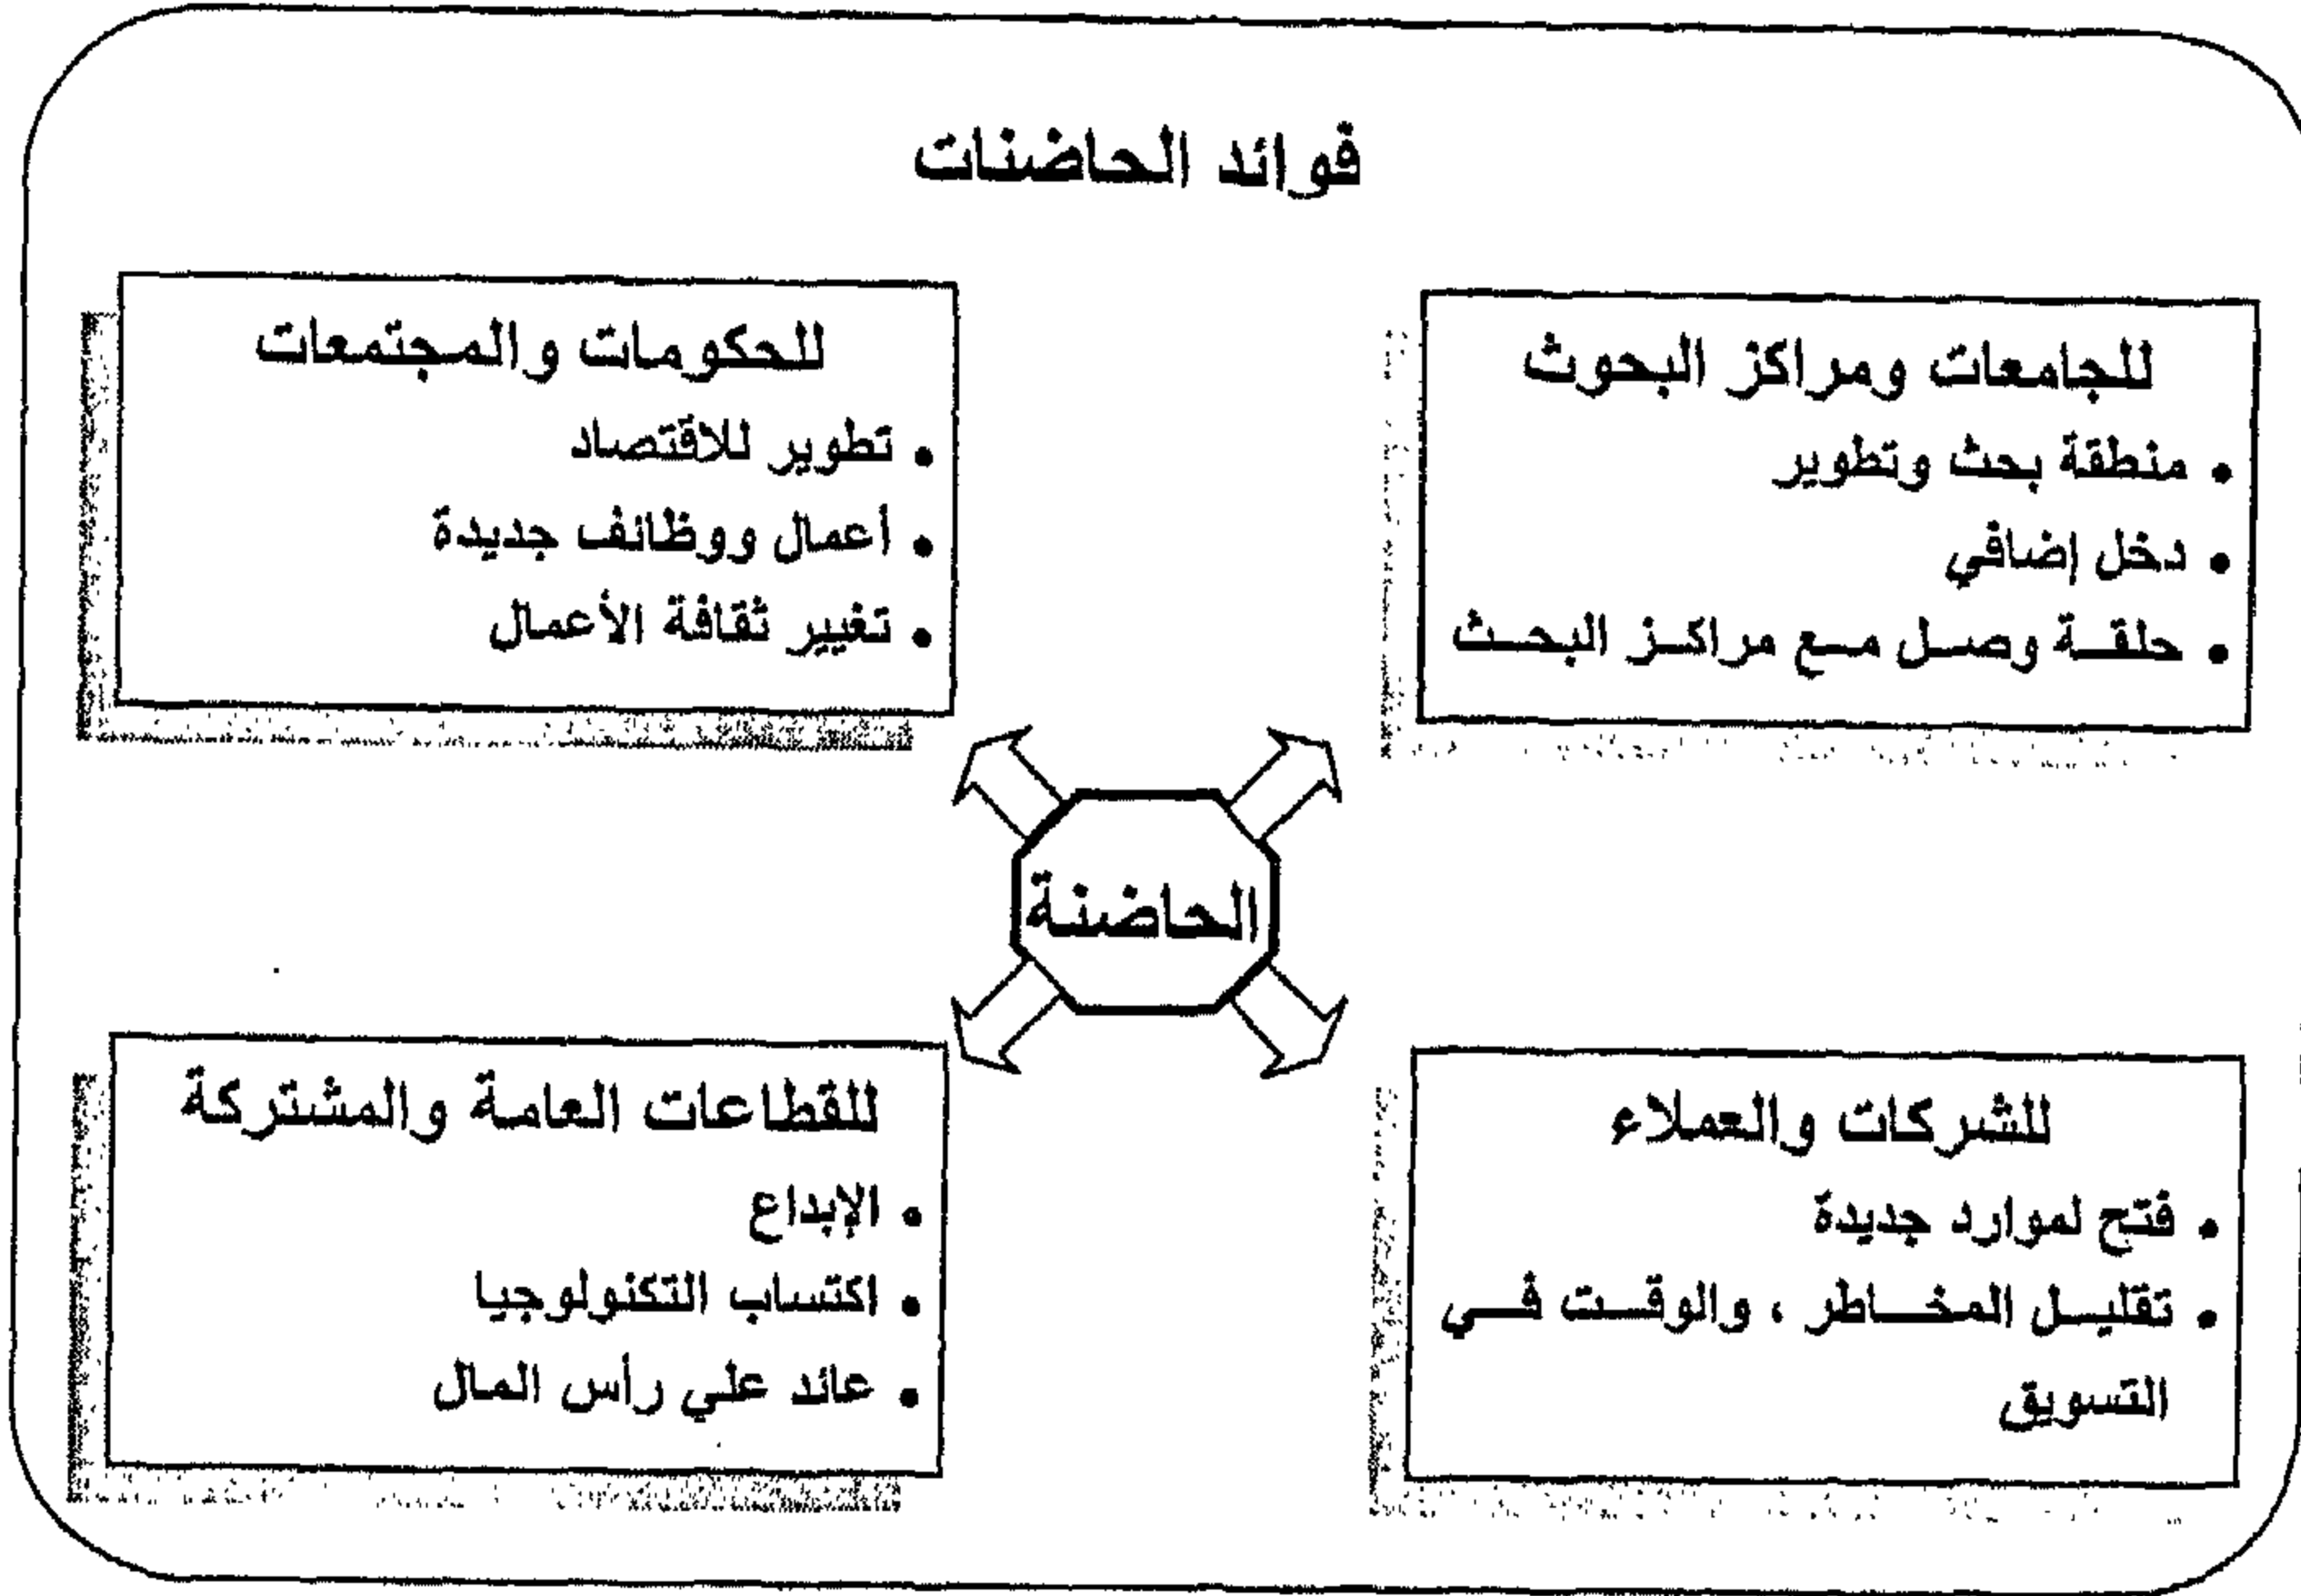 فوائد الحاضنات
للجامعات ومراكز البحوث
• منطقة بحث وتطوير
• دخل إضافي
• حلقة وصل مع مراكز البحث
للحكومات والمجتمعات
• تطوير للاقتصاد
• أعمال ووظائف جديدة
• تغيير ثقافة الأعمال
الحاضنة
للشركات والعملاء
• فتح لموارد جديدة
• تقليل المخاطر ، والوقت في
التسويق
للقطاعات العامة والمشتركة
• الإبداع
• اكتساب التكنولوجيا
• عائد علي رأس المال